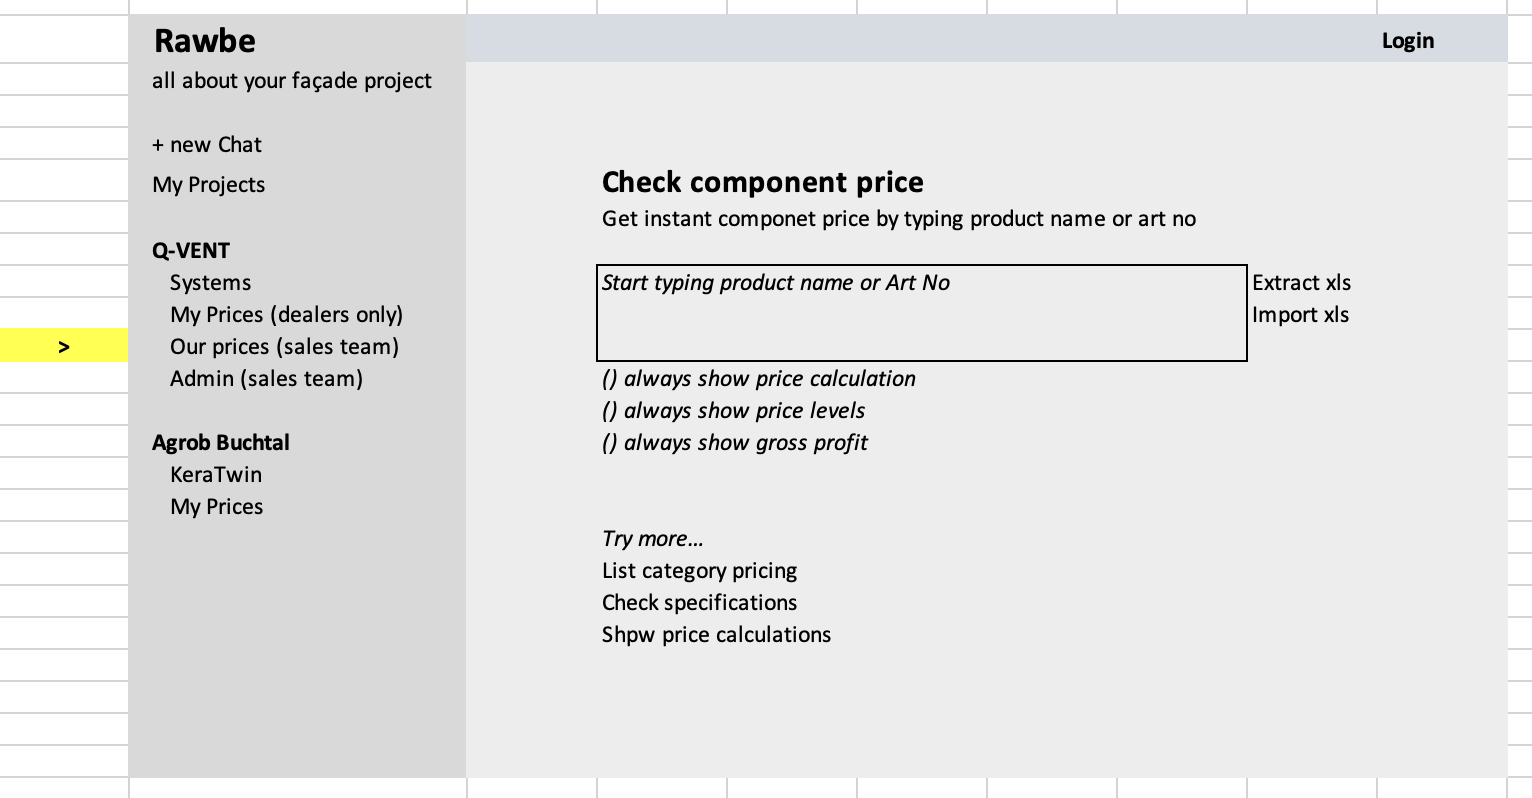 Rawbe
all about your façade project
+ new Chat
My Projects
Q-VENT
Systems
My Prices (dealers only)
>
Our prices (sales team)
Admin (sales team)
Agrob Buchtal
KeraTwin
My Prices
Login
Check component price
Get instant componet price by typing product name or art no
Start typing product name or Art No
Extract xls
Import xls
() always show price calculation
() always show price levels
() always show gross profit
Try more...
List category pricing
Check specifications
Shpw price calculations